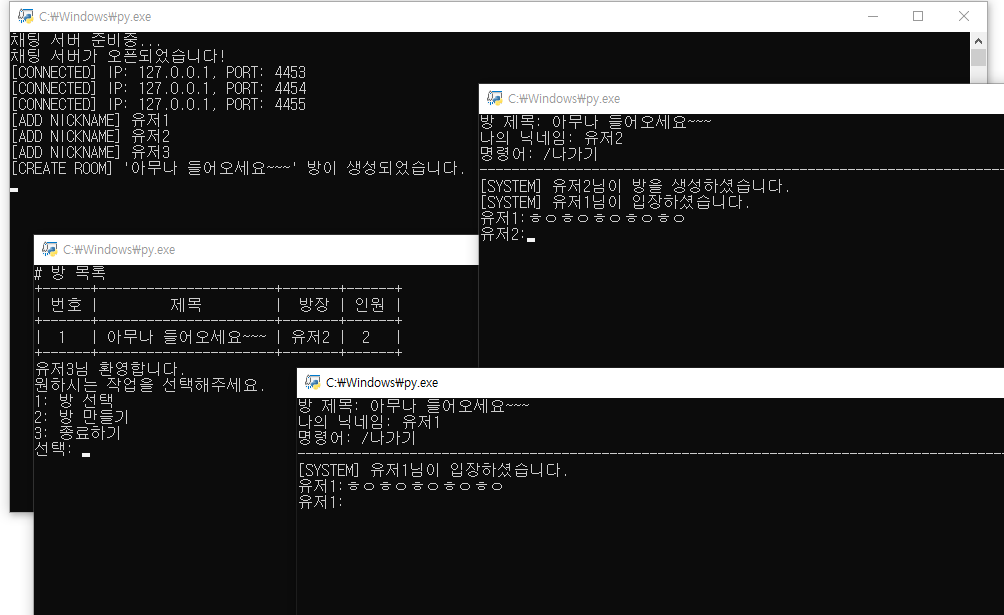 C:₩Windows₩py.exe
채팅 서버 준비중...
채팅 서버가 오픈되었습니다!
[CONNECTED] IP: 127.0.0.1, PORT: 4453
[CONNECTED] IP: 127.0.0.1, PORT: 4454
[CONNECTED] IP: 127.0.0.1, PORT: 4455
[ADD NICKNAME] 유저1
[ADD NICKNAME] 유저2
[ADD NICKNAME] 유저3
[CREATE ROOM] '아무나 들어오세요~~~' 방이 생성되었습니다.
C:₩Windows₩py.exe
방 제목: 아무나 들어오세요~~~
나의 닉네임: 유저2
명령어: /나가기
[SYSTEM] 유저2님이 방을 생성하셨습니다.
[SYSTEM] 유저1님이 입장하셨습니다.
유저1:ㅎㅇㅎㅇㅎㅇㅎㅇㅎㅇ
유저2:
C:₩Windows₩py.exe
# 방 목록
| 번호 | 제목 | 방장 | 인원 |
| 1 | 아무나 들어오세요~~~ | 유저2 | 2 |
유저3님 환영합니다.
원하시는 작업을 선택해주세요.
1: 방 선택
2: 방 만들기
3: 종료하기
선택:
C:₩Windows₩py.exe
방 제목: 아무나 들어오세요~~~
나의 닉네임: 유저1
명령어: /나가기
[SYSTEM] 유저1님이 입장하셨습니다.
유저1:ㅎㅇㅎㅇㅎㅇㅎㅇㅎㅇ
유저1: